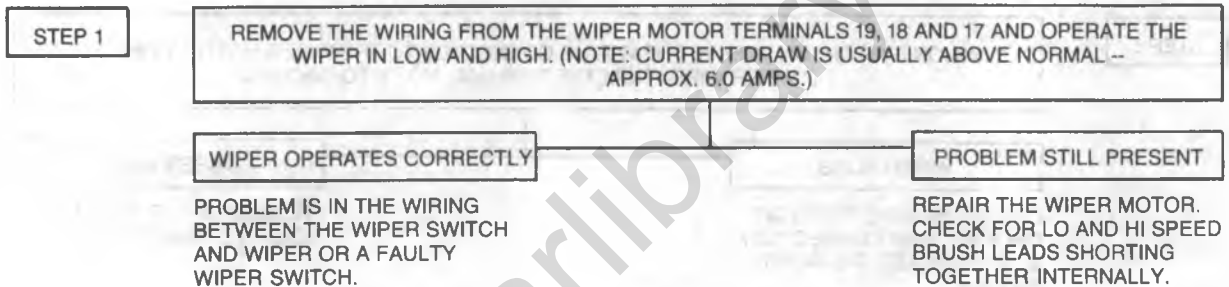 STEP 1
REMOVE THE WIRING FROM THE WIPER MOTOR TERMINALS 19, 18 AND 17 AND OPERATE THE
WIPER IN LOW AND HIGH. (NOTE: CURRENT DRAW IS USUALLY ABOVE NORMAL --
APPROX. 6.0 AMPS.)
WIPER OPERATES CORRECTLY
PROBLEM IS IN THE WIRING
BETWEEN THE WIPER SWITCH
AND WIPER OR A FAULTY
WIPER SWITCH.
PROBLEM STILL PRESENT
REPAIR THE WIPER MOTOR.
CHECK FOR LO AND HI SPEED
BRUSH LEADS SHORTING
TOGETHER INTERNALLY.